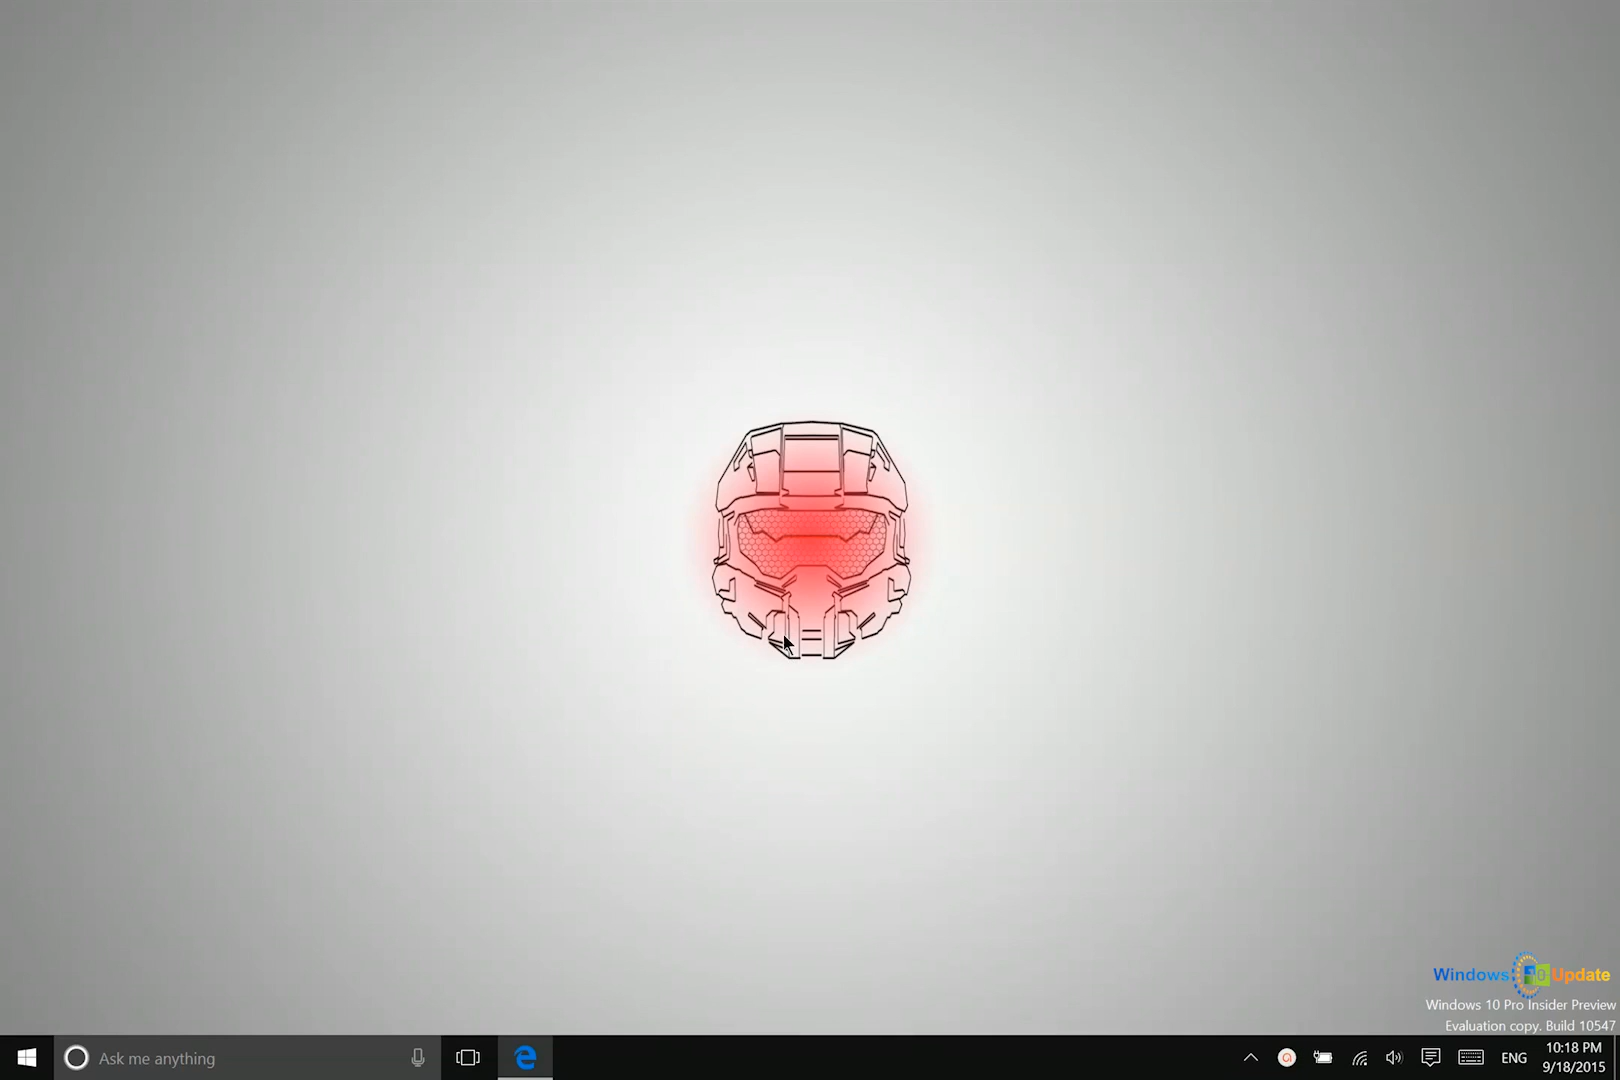 Windows 10 Update
Windows 10 Pro Insider Preview
Evaluation copy. Build 10547
Ask me anything
ENG
10:18 PM
9/18/2015